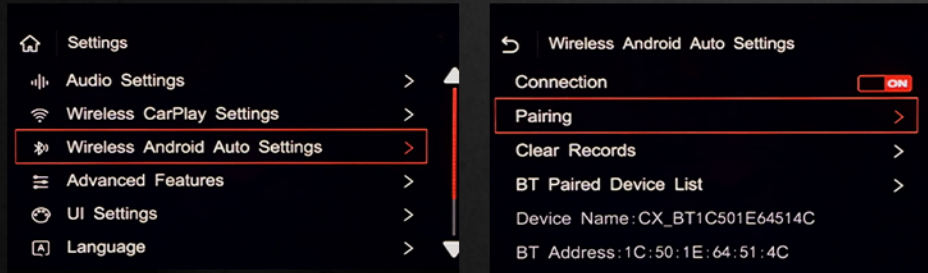 Settings
Audio Settings
Wireless CarPlay Settings
Wireless Android Auto Settings
Advanced Features
UI Settings
Language
Wireless Android Auto Settings
Connection
ON
Pairing
Clear Records
BT Paired Device List
Device Name:CX_BT1C501E64514C
BT Address:1C:50:1E:64:51:4C